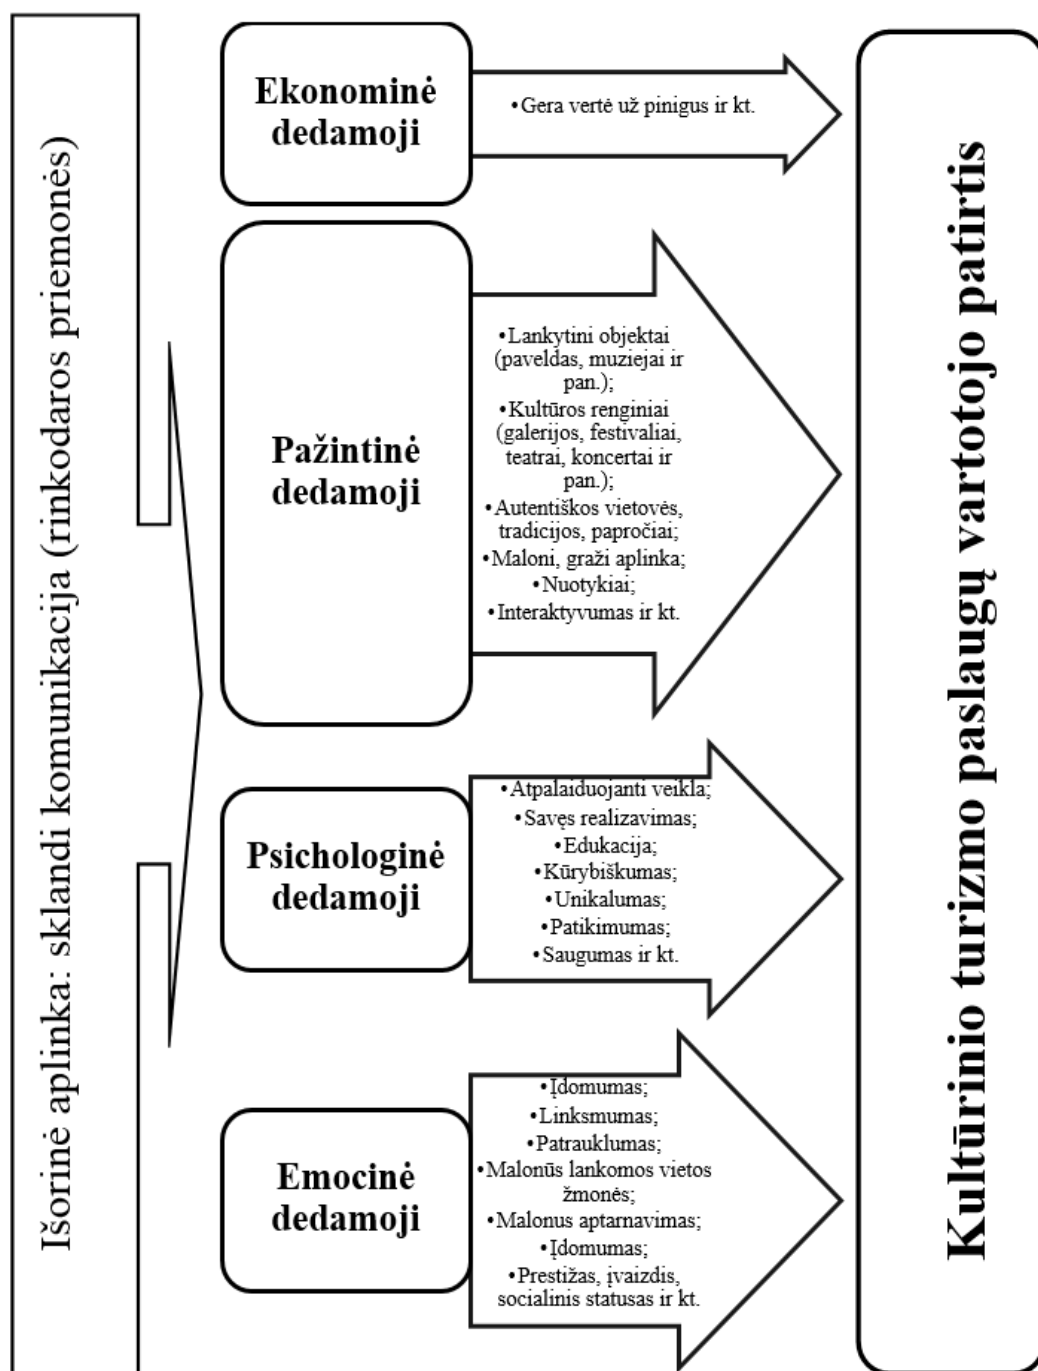 Išorinė aplinka: sklandi komunikacija (rinkodaros priemonės)
Ekonominė
dedamoji
•Gera vertė už pinigus ir kt.
Pažintinė
dedamoji
•Lankytini objektai
(paveldas, muziejai ir
pan.);
•Kultūros renginiai
(galerijos, festivaliai,
teatrai, koncertai ir
pan.);
•Autentiškos vietovės,
tradicijos, papročiai;
•Maloni, graži aplinka;
•Nuotykiai;
•Interaktyvumas ir kt.
Psichologinė
dedamoji
•Atpalaiduojanti veikla;
•Savęs realizavimas;
•Edukacija;
•Kūrybiškumas;
•Unikalumas;
•Patikimumas;
•Saugumas ir kt.
Emocinė
dedamoji
•Įdomumas;
•Linksmumas;
•Patrauklumas;
•Malonūs lankomos vietos
žmonės;
•Malonus aptarnavimas;
•Įdomumas;
•Prestižas, įvaizdis,
socialinis statusas ir kt.
Kultūrinio turizmo paslaugų vartotojo patirtis